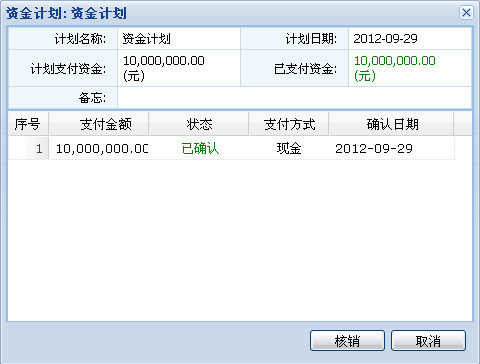 资金计划: 资金计划
计划名称: 资金计划 计划日期: 2012-09-29
计划支付资金: 10,000,000.00 (元) 已支付资金: 10,000,000.00 (元)
备忘:
序号 支付金额 状态 支付方式 确认日期
1 10,000,000.00 已确认 现金 2012-09-29
核销 取消